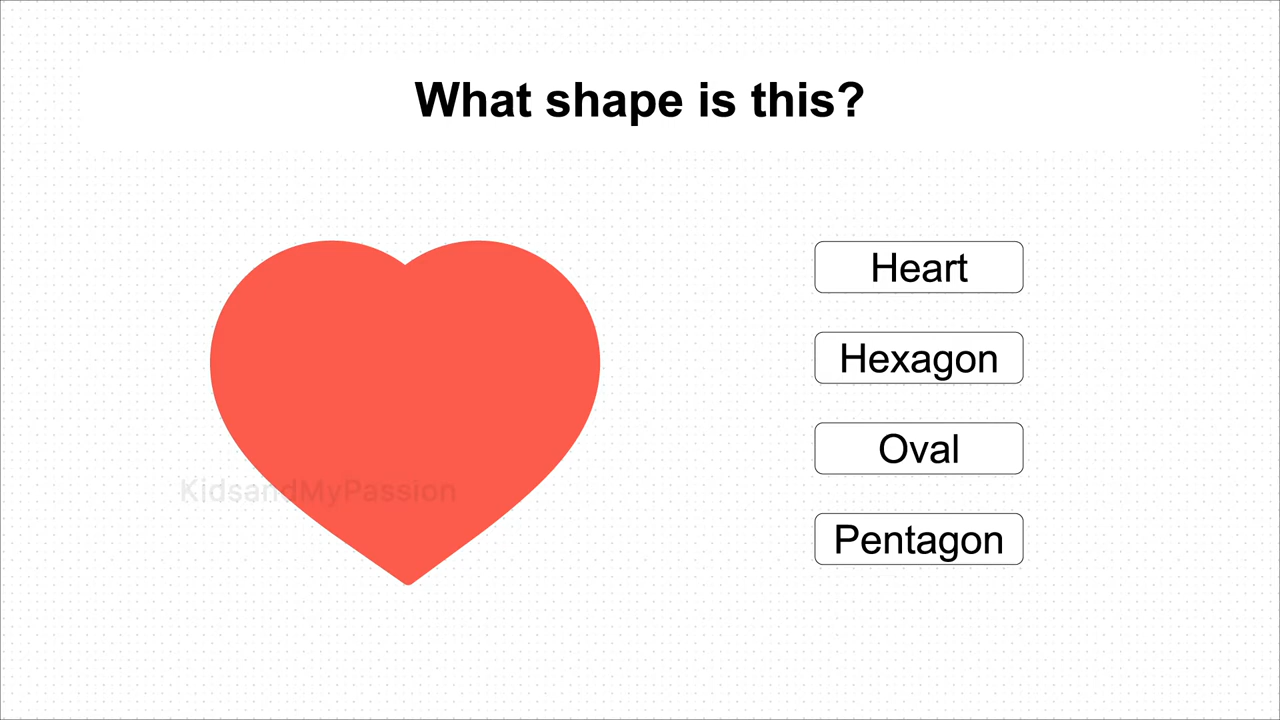 What shape is this?
Heart
Hexagon
Oval
Pentagon
KidsandMyPassion